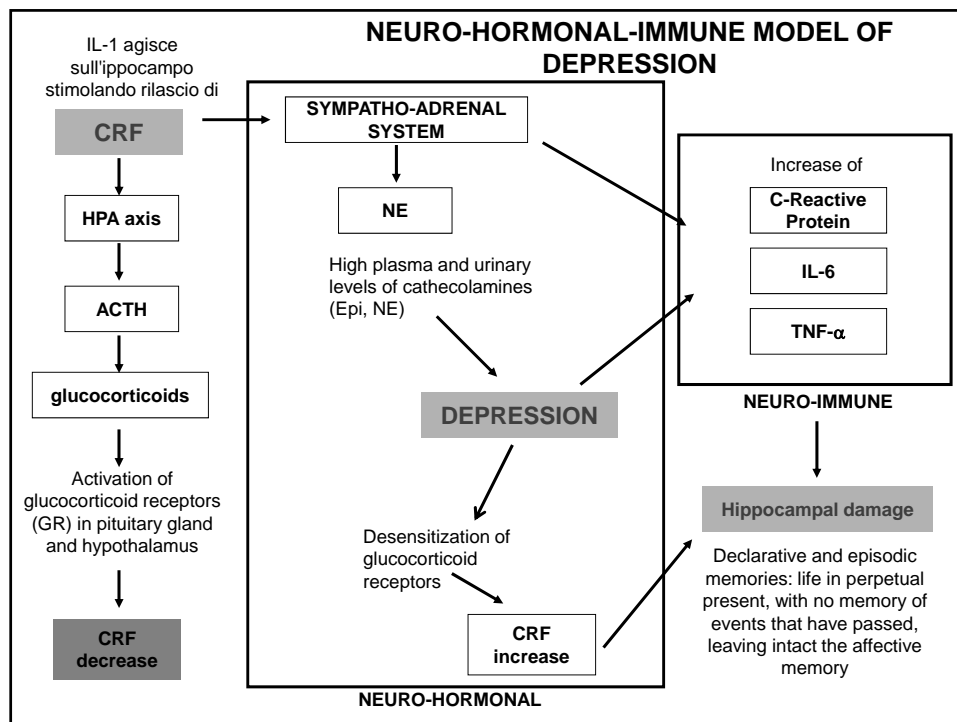 NEURO-HORMONAL-IMMUNE MODEL OF
DEPRESSION
IL-1 agisce
sull'ippocampo
stimolando rilascio di
CRF
HPA axis
ACTH
glucocorticoids
Activation of
glucocorticoid receptors
(GR) in pituitary gland
and hypothalamus
CRF
decrease
SYMPATHO-ADRENAL
SYSTEM
NE
High plasma and urinary
levels of cathecolamines
(Epi, NE)
DEPRESSION
Desensitization of
glucocorticoid
receptors
CRF
increase
NEURO-HORMONAL
Increase of
C-Reactive
Protein
IL-6
TNF-α
NEURO-IMMUNE
Hippocampal damage
Declarative and episodic
memories: life in perpetual
present, with no memory of
events that have passed,
leaving intact the affective
memory